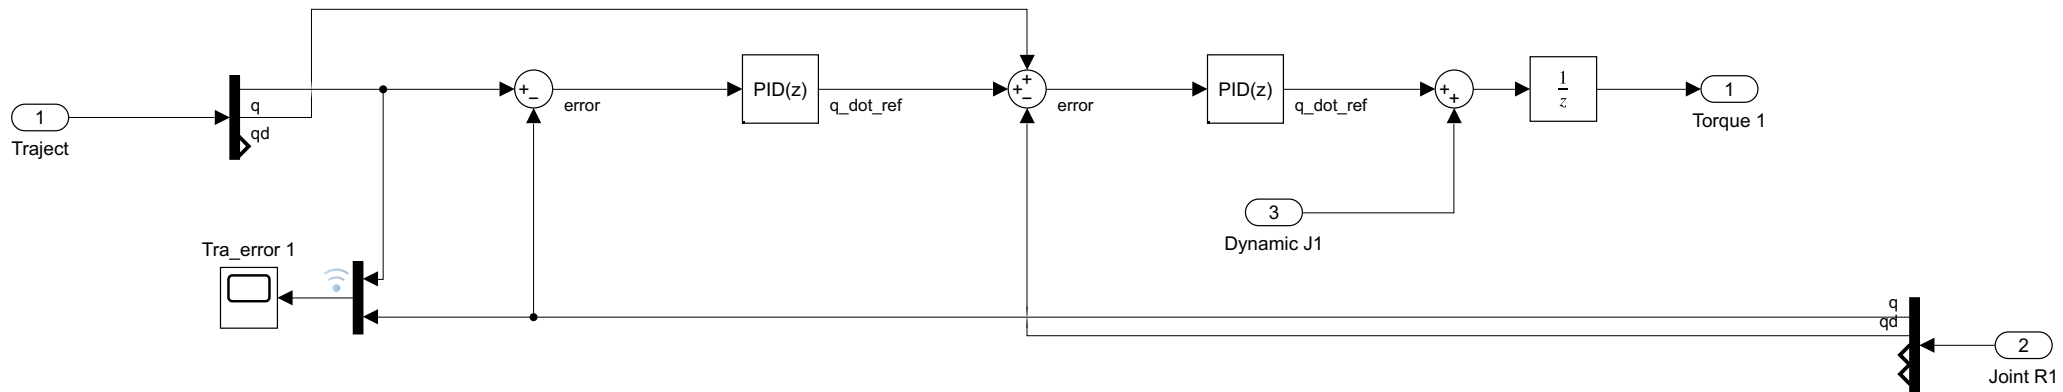 1
Traject
q
qd
+
−
error
PID(z)
q_dot_ref
+
+
−
error
PID(z)
q_dot_ref
+
+
1
z
1
Torque 1
3
Dynamic J1
Tra_error 1
q
qd
2
Joint R1